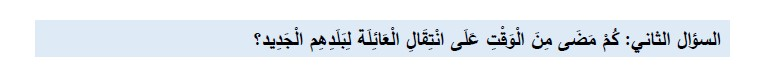 السؤال الثاني: كُمْ مَضَى مِنَ الْوَقْتِ عَلَى انْتِقَالِ الْعَائِلَة لِبَلَدِهِم الْجَدِيد؟